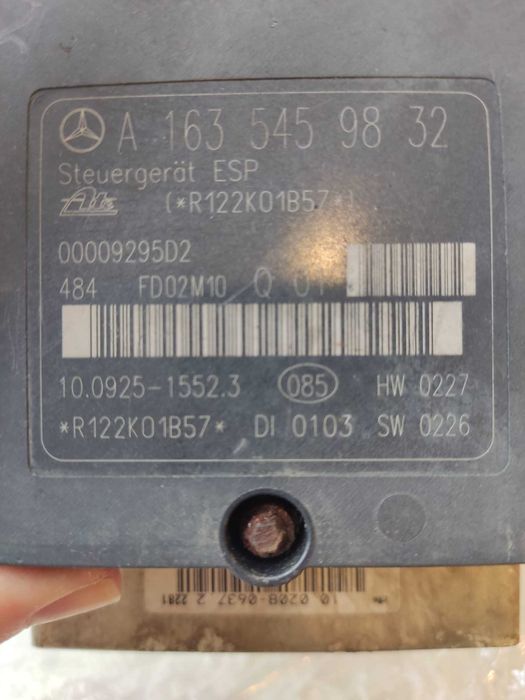 A 163 545 98 32
Steuergerät ESP
Ate (*R122K01B57*)
00009295D2
484 FD02M10 Q 01
10.0925-1552.3 085 HW 0227
*R122K01B57* DI 0103 SW 0226
10 0208-0637 2 2281